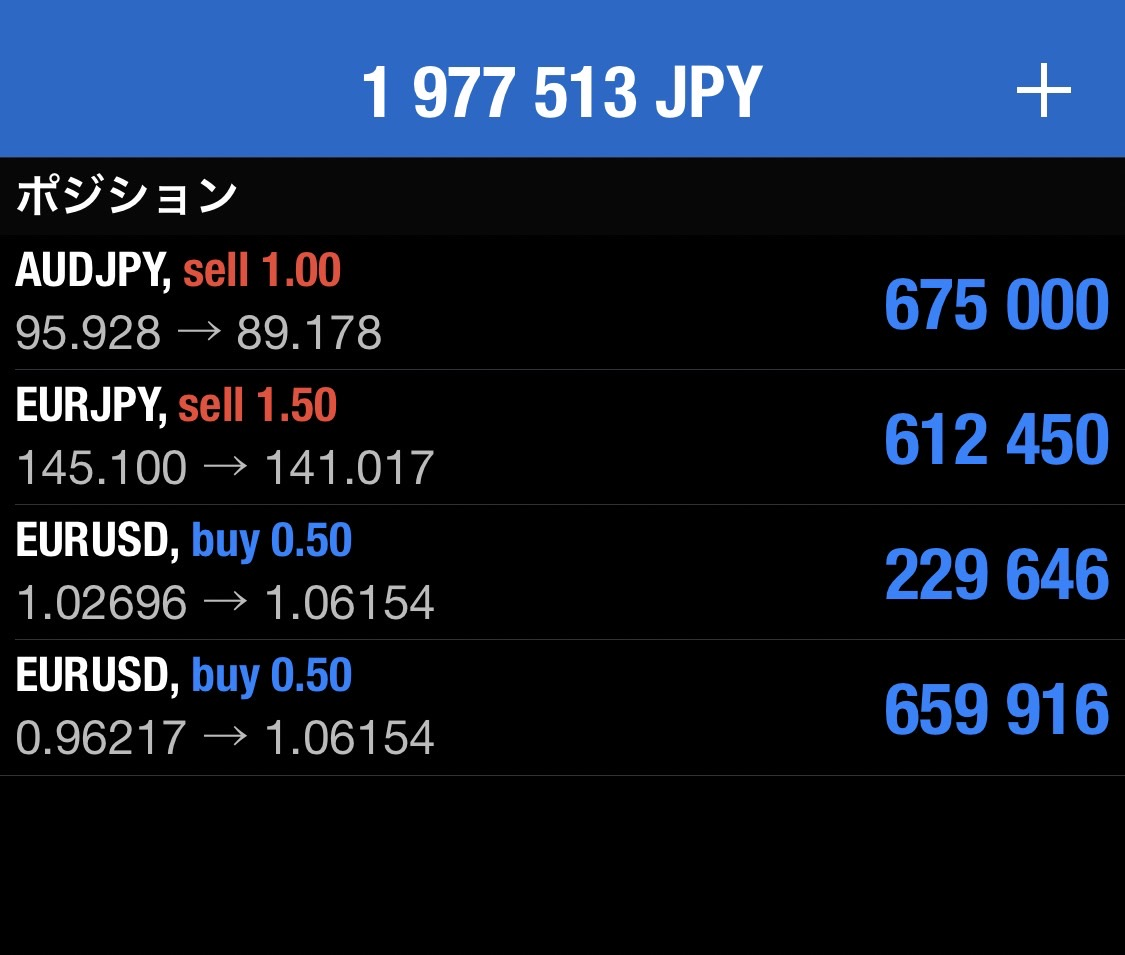 1 977 513 JPY
ポジション
AUDJPY, sell 1.00
95.928 → 89.178
675 000
EURJPY, sell 1.50
145.100 → 141.017
612 450
EURUSD, buy 0.50
1.02696 → 1.06154
229 646
EURUSD, buy 0.50
0.96217 → 1.06154
659 916